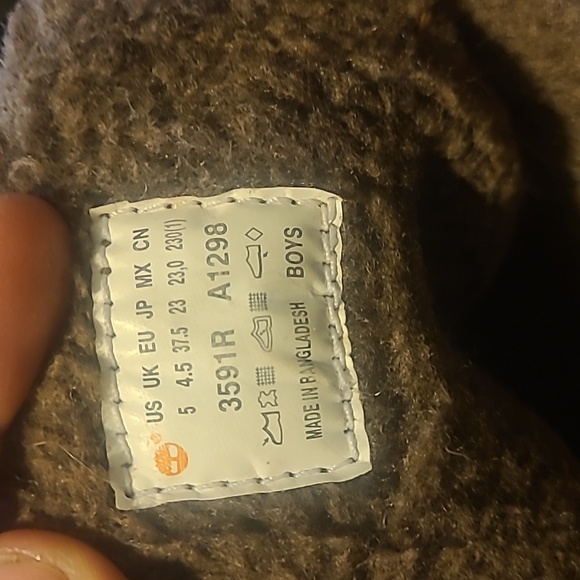 US UK EU JP MX CN
5 4.5 37.5 23 23,0 230(1)
3591R A1298
MADE IN BANGLADESH BOYS